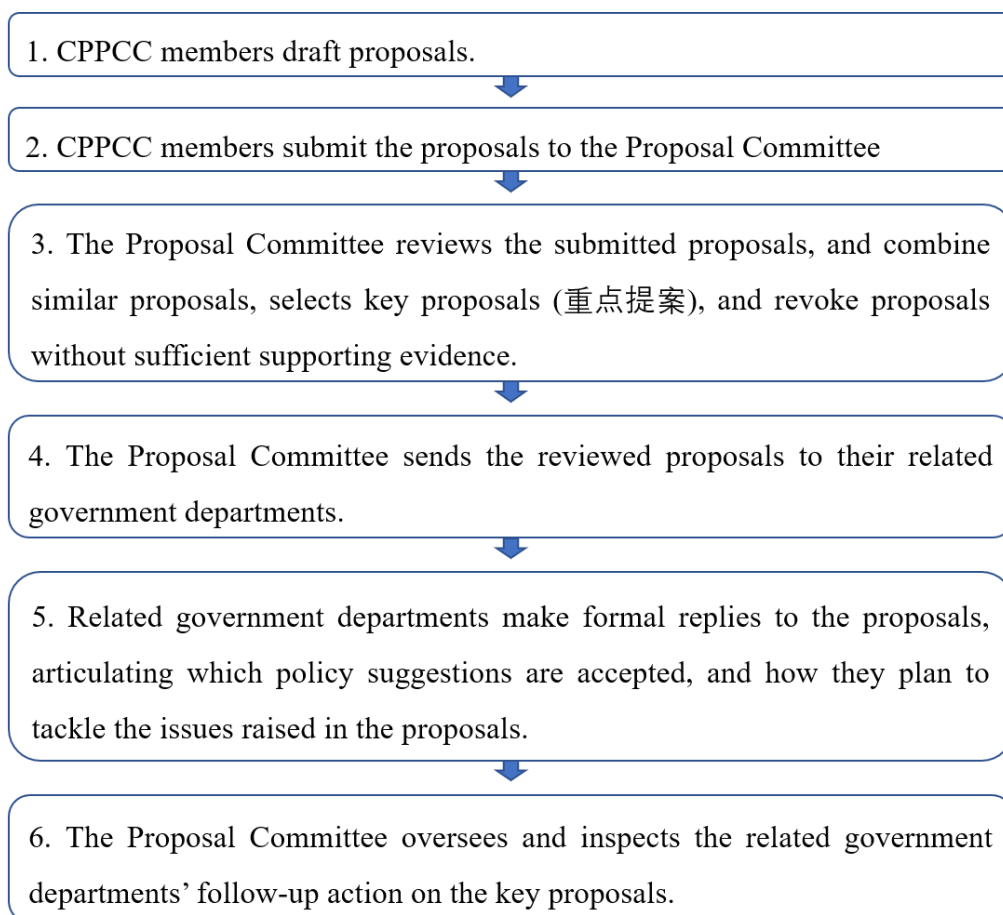 1. CPPCC members draft proposals.
2. CPPCC members submit the proposals to the Proposal Committee
3. The Proposal Committee reviews the submitted proposals, and combine
similar proposals, selects key proposals (重点提案), and revoke proposals
without sufficient supporting evidence.
4. The Proposal Committee sends the reviewed proposals to their related
government departments.
5. Related government departments make formal replies to the proposals,
articulating which policy suggestions are accepted, and how they plan to
tackle the issues raised in the proposals.
6. The Proposal Committee oversees and inspects the related government
departments’ follow-up action on the key proposals.